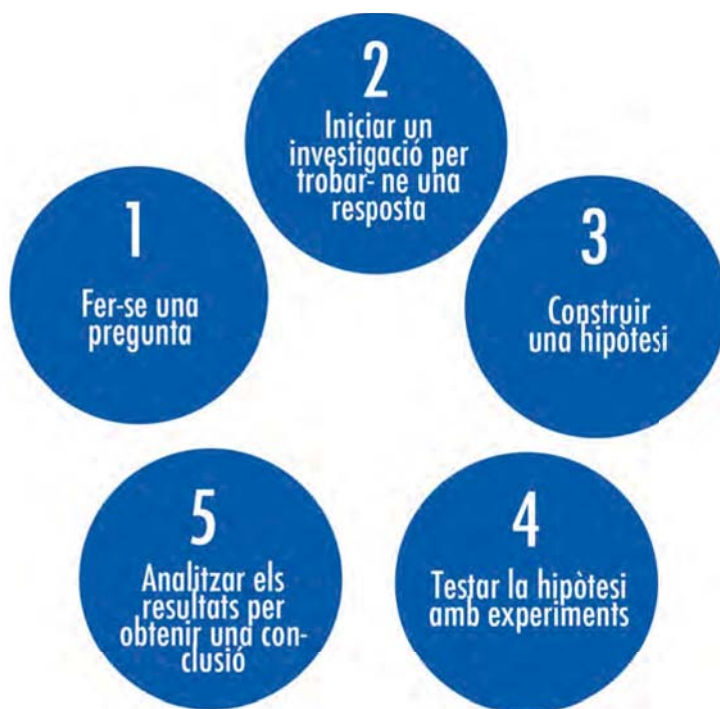 1
Fer-se una
pregunta
2
Iniciar un
investigació per
trobar- ne una
resposta
3
Construir
una hipòtesi
4
Testar la hipòtesi
amb experiments
5
Analitzar els
resultats per
obtenir una con-
clusió